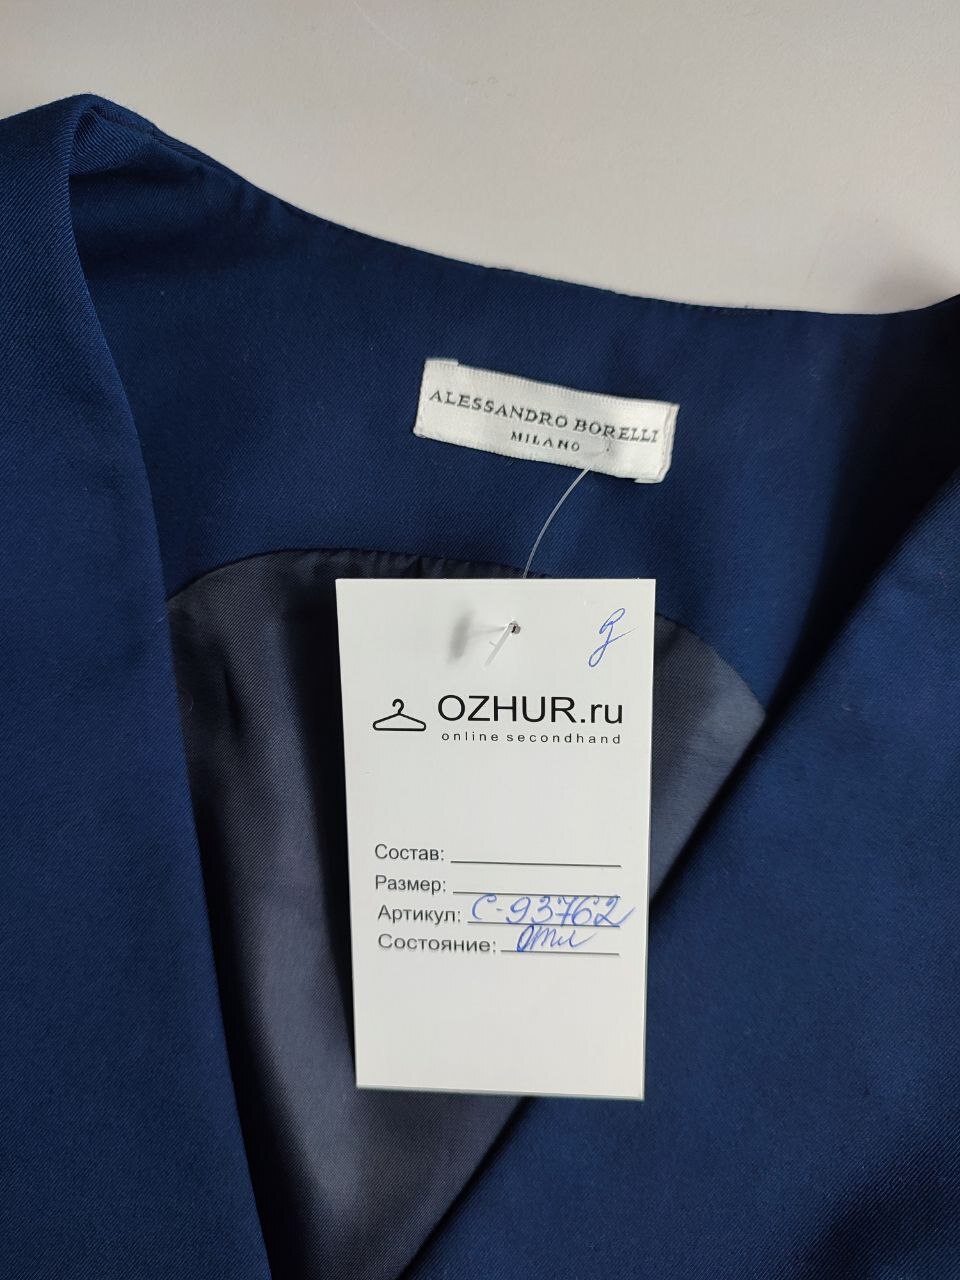 ALESSANDRO BORELLI
MILANO
OZHUR.ru
online secondhand
Состав:
Размер:
Артикул: С-93762
Состояние: отл